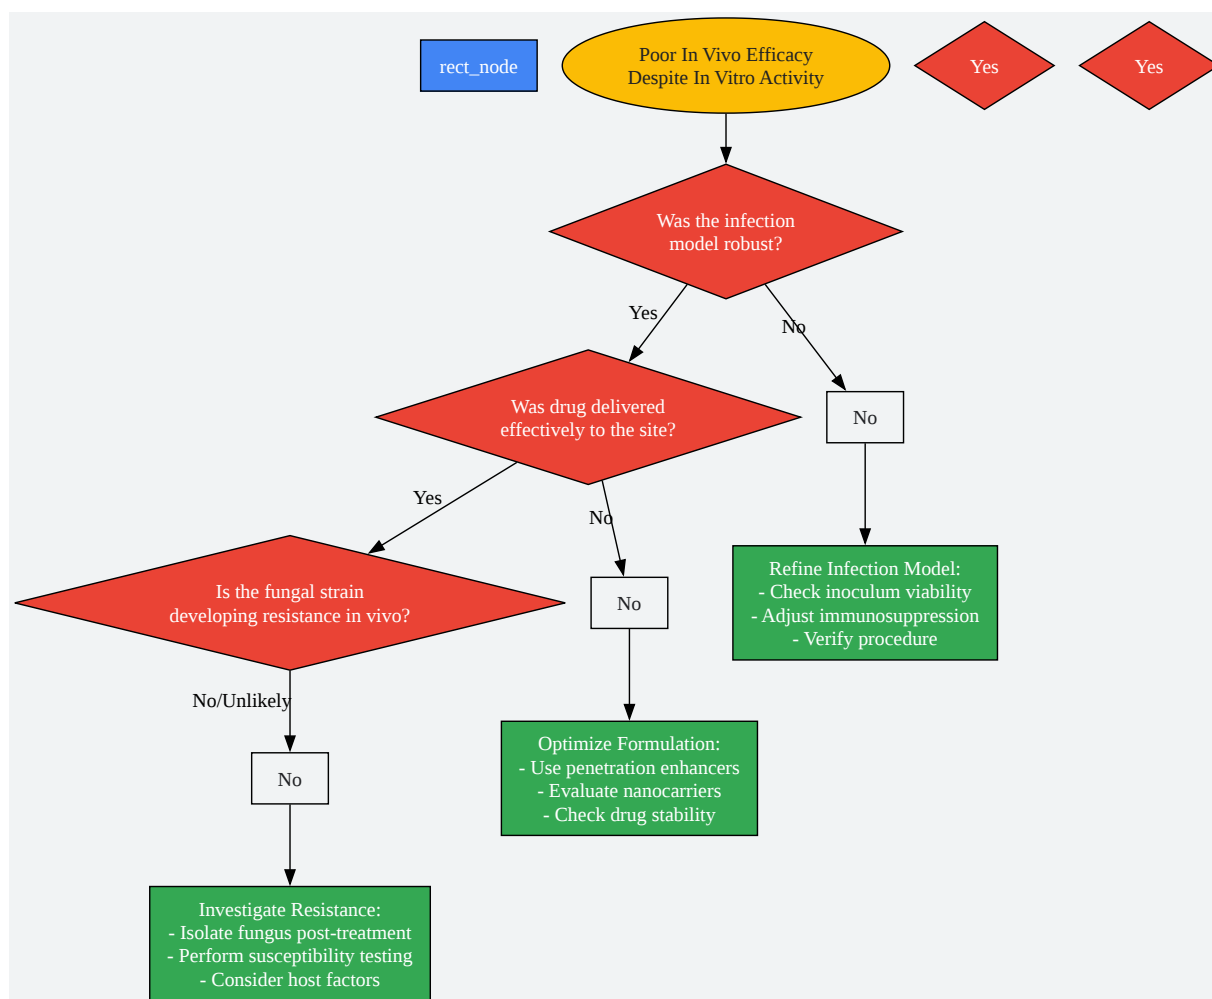 rect_node
Poor In Vivo Efficacy
Despite In Vitro Activity
Yes
Yes
Was the infection
model robust?
Yes
No
Was drug delivered
effectively to the site?
No
Yes
No
Is the fungal strain
developing resistance in vivo?
No
Refine Infection Model:
- Check inoculum viability
- Adjust immunosuppression
- Verify procedure
No/Unlikely
Optimize Formulation:
- Use penetration enhancers
- Evaluate nanocarriers
- Check drug stability
No
Investigate Resistance:
- Isolate fungus post-treatment
- Perform susceptibility testing
- Consider host factors